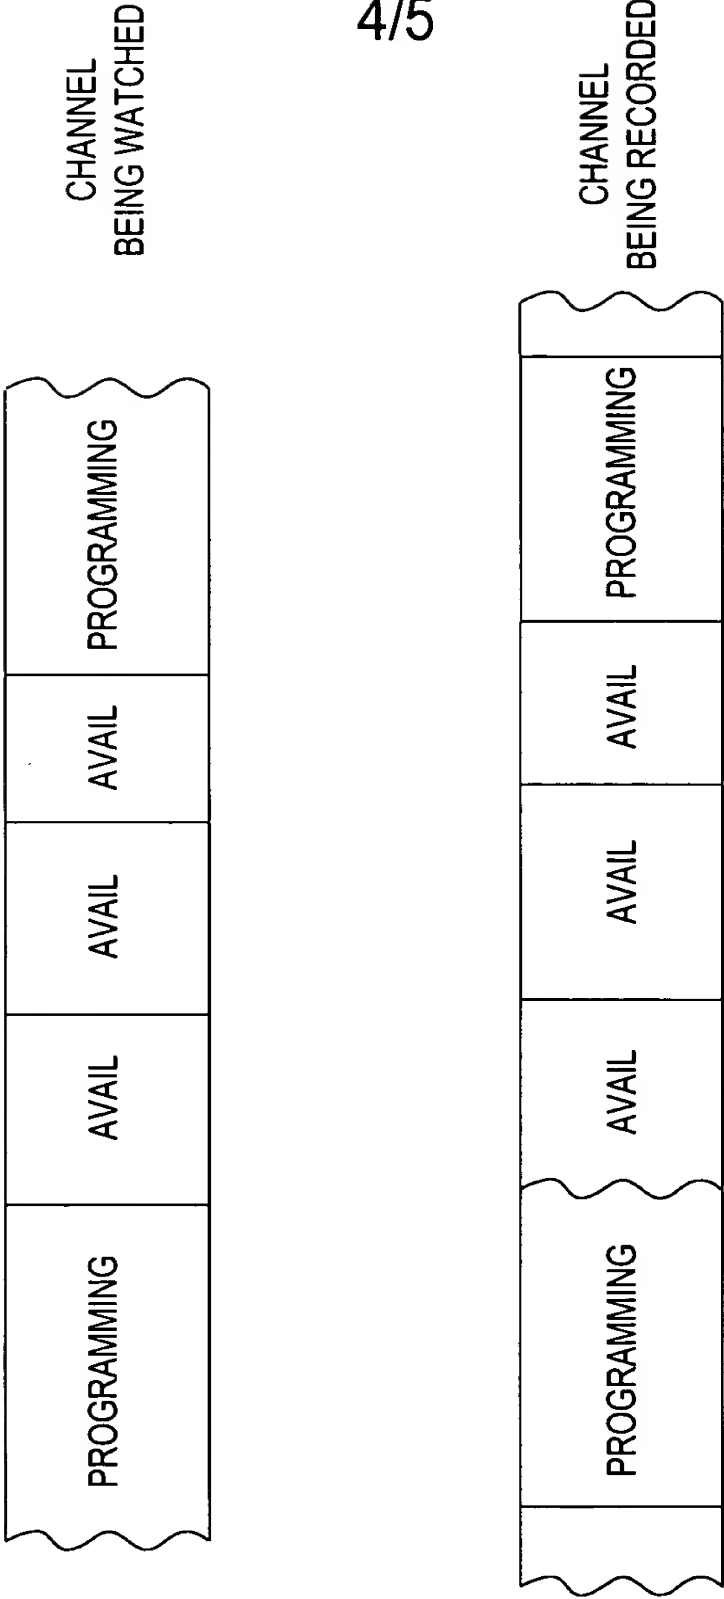 4/5
CHANNEL
BEING WATCHED
PROGRAMMING
AVAIL
AVAIL
AVAIL
PROGRAMMING
CHANNEL
BEING RECORDED
PROGRAMMING
AVAIL
AVAIL
AVAIL
PROGRAMMING